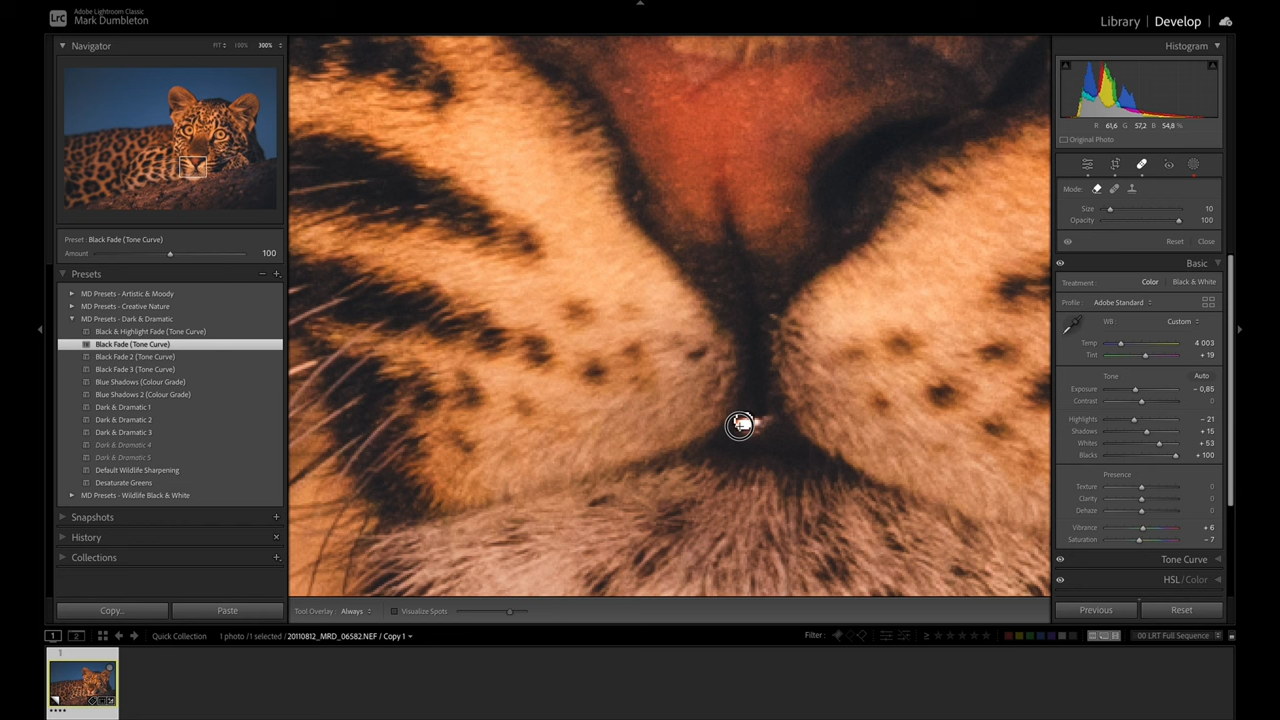 Lrc
Adobe Lightroom Classic
Mark Dumbleton
Library
Develop
Navigator
FIT
100%
300%
Preset: Black Fade (Tone Curve)
Amount
100
Presets
MD Presets - Artistic & Moody
MD Presets - Creative Nature
MD Presets - Dark & Dramatic
Black & Highlight Fade (Tone Curve)
Black Fade (Tone Curve)
Black Fade 2 (Tone Curve)
Black Fade 3 (Tone Curve)
Blue Shadows (Colour Grade)
Blue Shadows 2 (Colour Grade)
Dark & Dramatic 1
Dark & Dramatic 2
Dark & Dramatic 3
Dark & Dramatic 4
Dark & Dramatic 5
Default Wildlife Sharpening
Desaturate Greens
MD Presets - Wildlife Black & White
Snapshots
History
Collections
Copy...
Paste
Tool Overlay: Always
Visualize Spots
Histogram
R 61,6 G 57,2 B 54,8 %
Original Photo
Mode:
Size 10
Opacity 100
Reset Close
Basic
Treatment: Color Black & White
Profile: Adobe Standard
WB Custom
Temp 4 003
Tint + 19
Tone Auto
Exposure - 0,85
Contrast 0
Highlights - 21
Shadows + 15
Whites + 53
Blacks + 100
Presence
Texture 0
Clarity 0
Dehaze 0
Vibrance + 6
Saturation - 7
Tone Curve
HSL / Color
Previous
Reset
1 2 Quick Collection 1 photo / 1 selected / 20110812_MRD_06582.NEF / Copy 1
Filter: ≥ 00 LRT Full Sequence
1